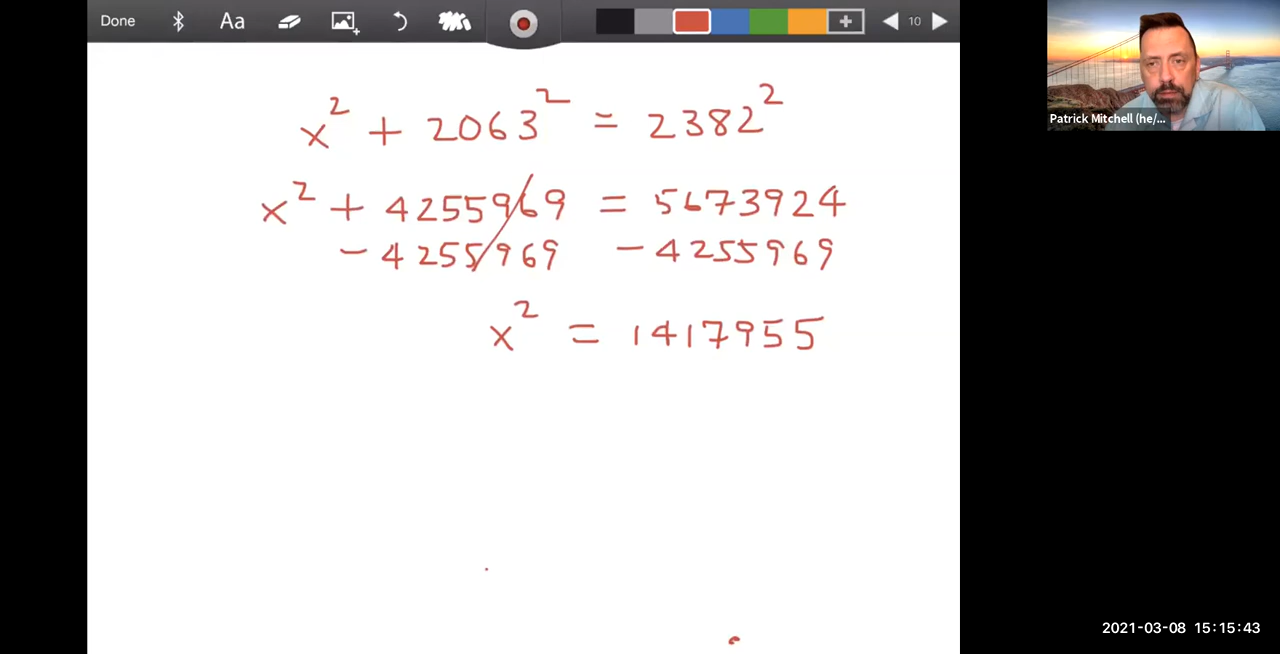 Done Aa 10
x² + 2063² = 2382²
x² + 4255969 = 5673924
- 4255969 - 4255969
x² = 1417955
Patrick Mitchell (he/...
2021-03-08 15:15:43